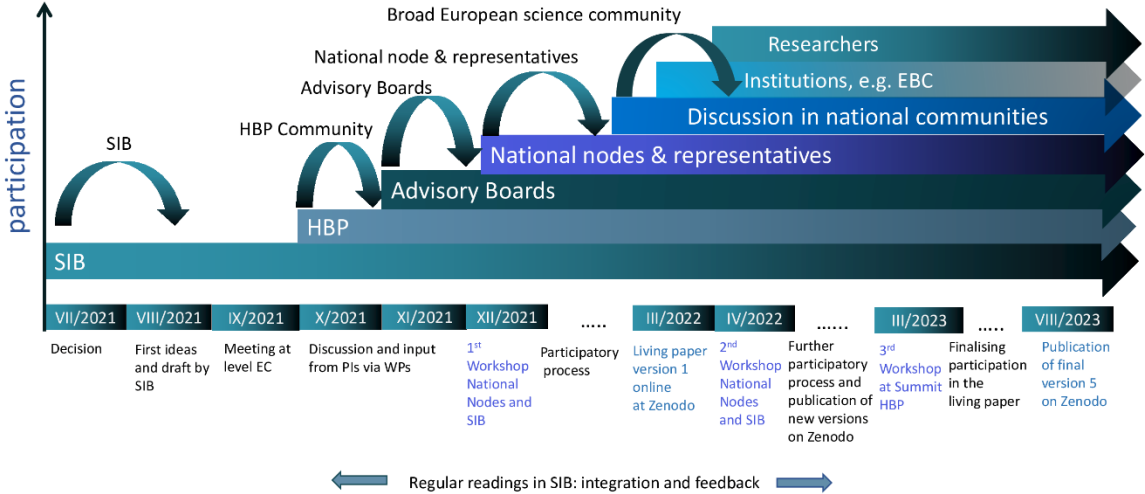 Broad European science community
Researchers
National node & representatives
Institutions, e.g. EBC
Advisory Boards
Discussion in national communities
HBP Community
SIB
National nodes & representatives
Advisory Boards
HBP
SIB
participation
VII/2021
VIII/2021
IX/2021
X/2021
XI/2021
XII/2021
.....
III/2022
IV/2022
......
III/2023
.....
VIII/2023
Decision
First ideas
and draft by
SIB
Meeting at
level EC
Discussion and input
from PIs via WPs
1st
Workshop
National
Nodes and
SIB
Participatory
process
Living paper
version 1
online
at Zenodo
2nd
Workshop
National
Nodes
and SIB
Further
participatory
process and
publication of
new versions
on Zenodo
3rd
Workshop
at Summit
HBP
Finalising
participation
in the
living paper
Publication
of final
version 5
on Zenodo
Regular readings in SIB: integration and feedback